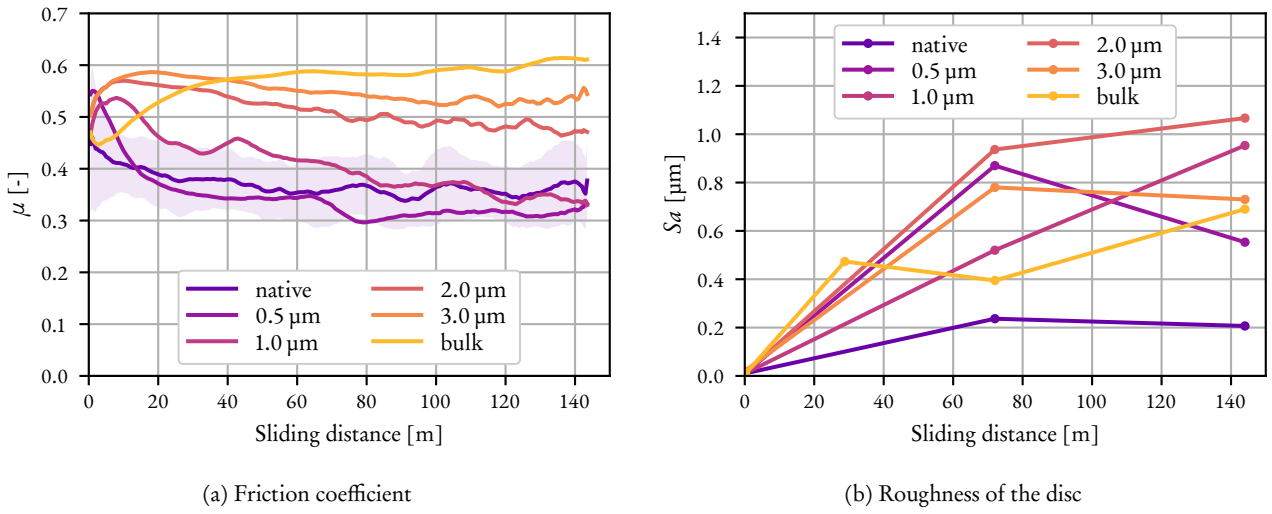 0.7
0.6
0.5
0.4
0.3
0.2
0.1
0.0
μ [-]
native
0.5 μm
1.0 μm
2.0 μm
3.0 μm
bulk
0 20 40 60 80 100 120 140
Sliding distance [m]
(a) Friction coefficient
1.4
1.2
1.0
0.8
0.6
0.4
0.2
0.0
Sa [μm]
native
0.5 μm
1.0 μm
2.0 μm
3.0 μm
bulk
0 20 40 60 80 100 120 140
Sliding distance [m]
(b) Roughness of the disc